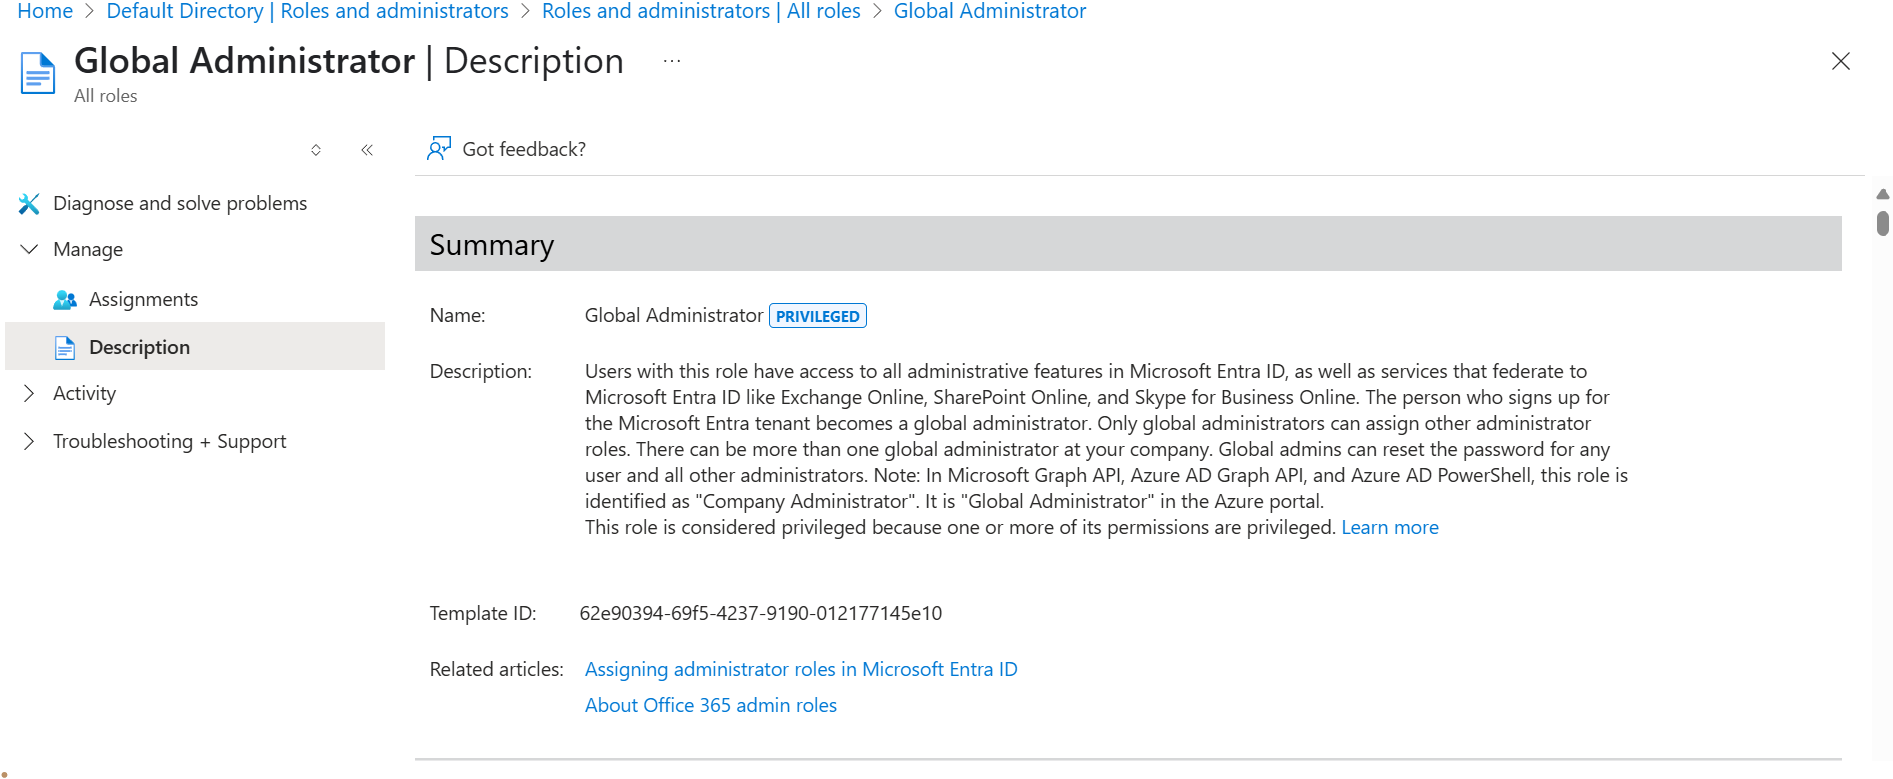 Home > Default Directory | Roles and administrators > Roles and administrators | All roles > Global Administrator
Global Administrator | Description ...
All roles
Got feedback?
Diagnose and solve problems
Manage
Assignments
Description
Activity
Troubleshooting + Support
Summary
Name: Global Administrator PRIVILEGED
Description: Users with this role have access to all administrative features in Microsoft Entra ID, as well as services that federate to
Microsoft Entra ID like Exchange Online, SharePoint Online, and Skype for Business Online. The person who signs up for
the Microsoft Entra tenant becomes a global administrator. Only global administrators can assign other administrator
roles. There can be more than one global administrator at your company. Global admins can reset the password for any
user and all other administrators. Note: In Microsoft Graph API, Azure AD Graph API, and Azure AD PowerShell, this role is
identified as "Company Administrator". It is "Global Administrator" in the Azure portal.
This role is considered privileged because one or more of its permissions are privileged. Learn more
Template ID: 62e90394-69f5-4237-9190-012177145e10
Related articles: Assigning administrator roles in Microsoft Entra ID
About Office 365 admin roles